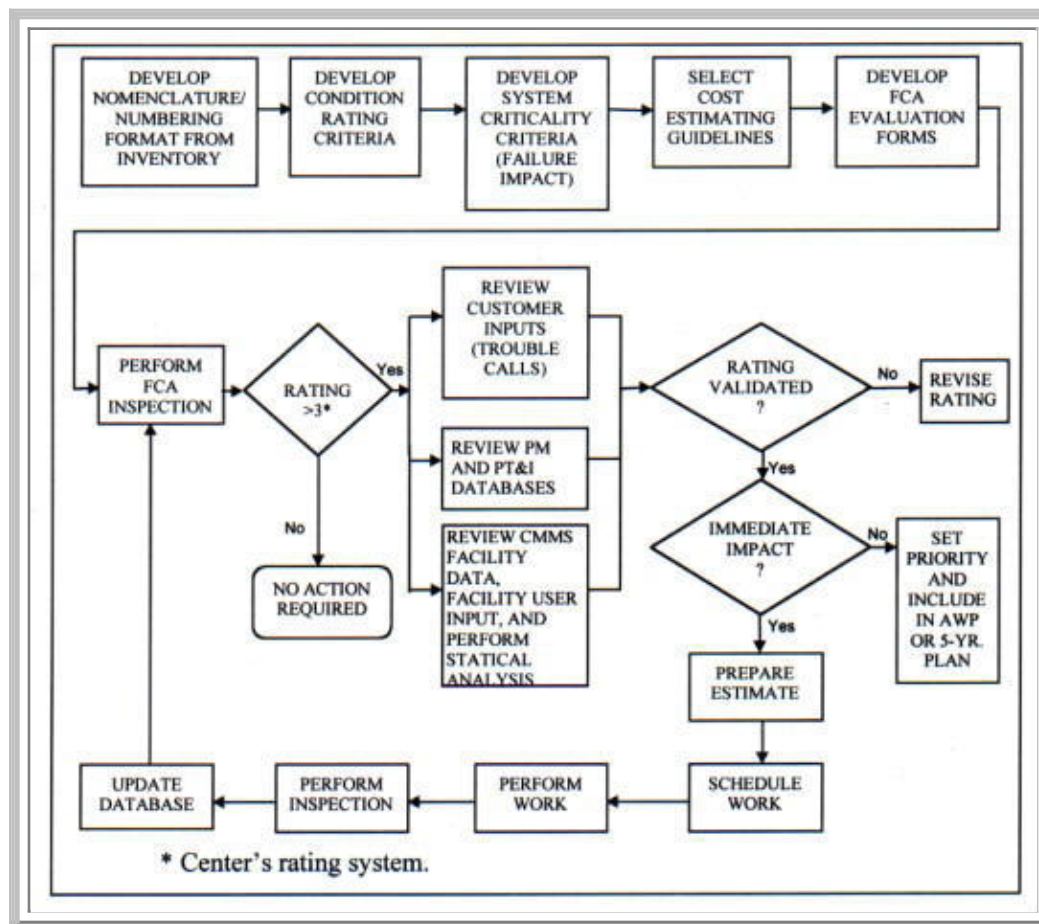 DEVELOP
NOMENCLATURE/
NUMBERING
FORMAT FROM
INVENTORY
DEVELOP
CONDITION
RATING
CRITERIA
DEVELOP
SYSTEM
CRITICALITY
CRITERIA
(FAILURE
IMPACT)
SELECT
COST
ESTIMATING
GUIDELINES
DEVELOP
FCA
EVALUATION
FORMS
PERFORM
FCA
INSPECTION
RATING
>3*
Yes
No
NO ACTION
REQUIRED
REVIEW
CUSTOMER
INPUTS
(TROUBLE
CALLS)
REVIEW PM
AND PT&I
DATABASES
REVIEW CMMS
FACILITY
DATA,
FACILITY USER
INPUT, AND
PERFORM
STATICAL
ANALYSIS
RATING
VALIDATED
?
No
REVISE
RATING
Yes
IMMEDIATE
IMPACT
?
No
SET
PRIORITY
AND
INCLUDE
IN AWP
OR 5-YR.
PLAN
Yes
PREPARE
ESTIMATE
SCHEDULE
WORK
PERFORM
WORK
PERFORM
INSPECTION
UPDATE
DATABASE
* Center's rating system.